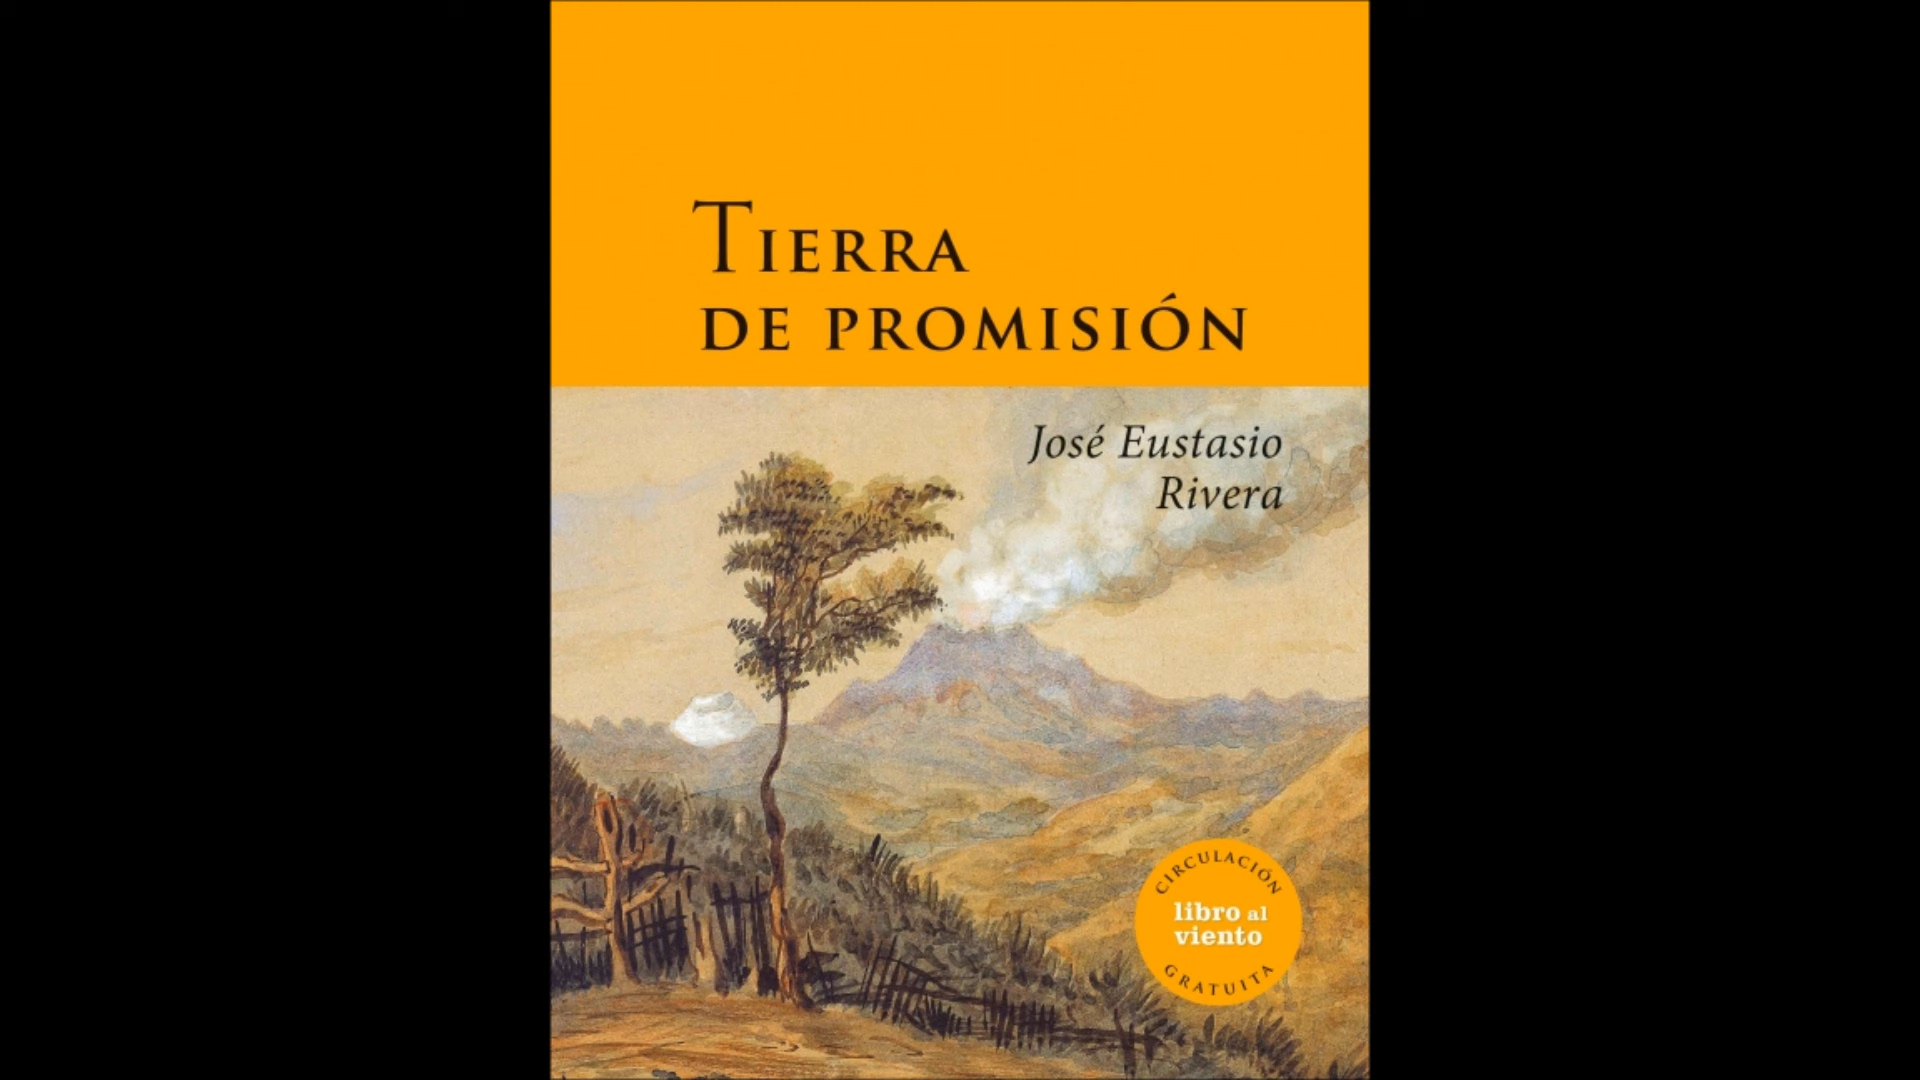 TIERRA
DE PROMISIÓN
José Eustasio
Rivera
CIRCULACIÓN
libro al
viento
GRATUITA